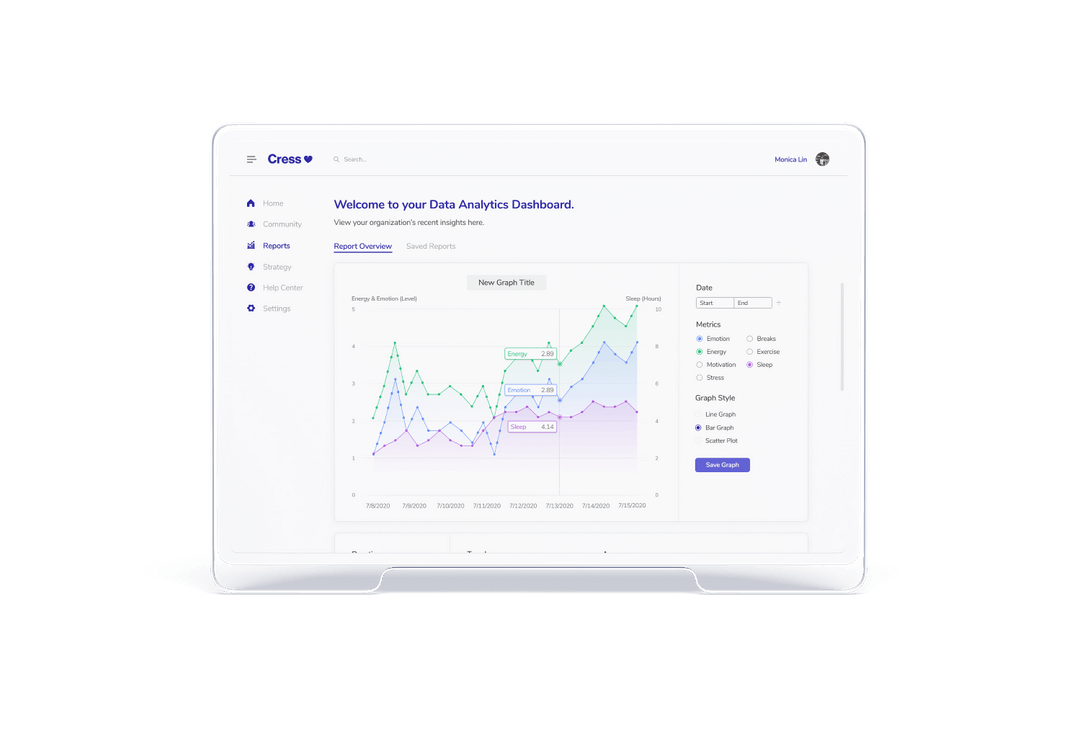 Cress
Search...
Monica Lin
Home
Community
Reports
Strategy
Help Center
Settings
Welcome to your Data Analytics Dashboard.
View your organization's recent insights here.
Report Overview Saved Reports
New Graph Title
Energy & Emotion (Level) Sleep (Hours)
5 10
4 8
3 6
2 4
1 2
0 0
Energy 2.89
Emotion 2.89
Sleep 4.14
7/8/2020 7/9/2020 7/10/2020 7/11/2020 7/12/2020 7/13/2020 7/14/2020 7/15/2020
Date
Start End
Metrics
Emotion Breaks
Energy Exercise
Motivation Sleep
Stress
Graph Style
Line Graph
Bar Graph
Scatter Plot
Save Graph